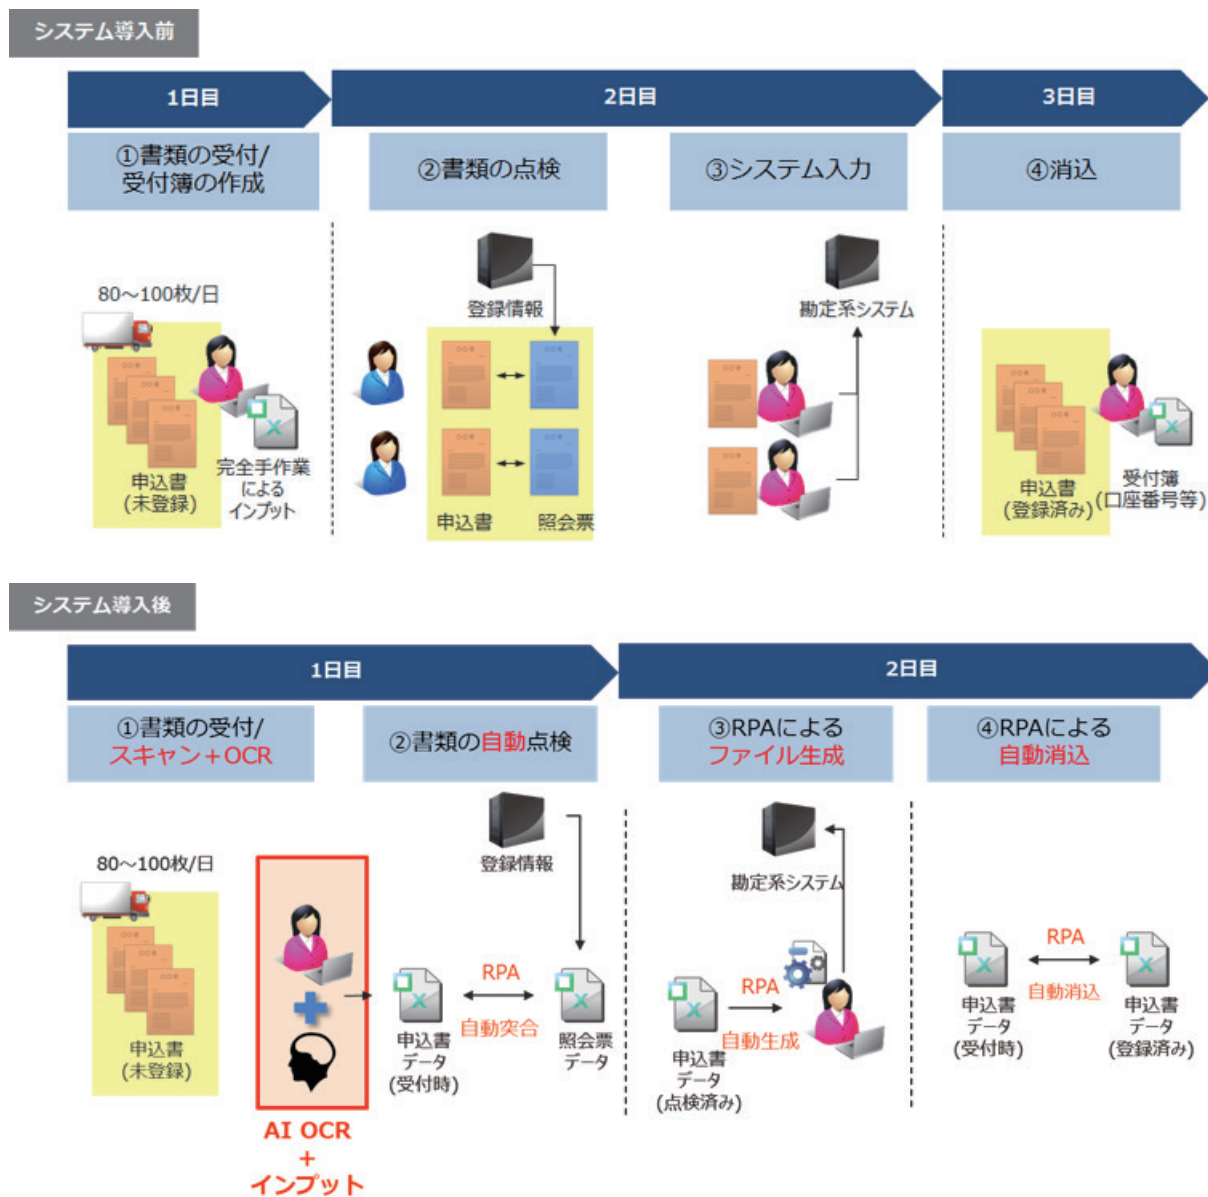 システム導入前
1日目
2日目
3日目
①書類の受付/
受付簿の作成
②書類の点検
③システム入力
④消込
80～100枚/日
申込書
(未登録)
完全手作業
による
インプット
登録情報
申込書
照会票
勘定系システム
申込書
(登録済み)
受付簿
(口座番号等)
システム導入後
1日目
2日目
①書類の受付/
スキャン＋OCR
②書類の自動点検
③RPAによる
ファイル生成
④RPAによる
自動消込
80～100枚/日
申込書
(未登録)
AI OCR
+
インプット
登録情報
RPA
自動突合
申込書
データ
(受付時)
照会票
データ
勘定系システム
RPA
自動生成
申込書
データ
(点検済み)
RPA
自動消込
申込書
データ
(受付時)
申込書
データ
(登録済み)